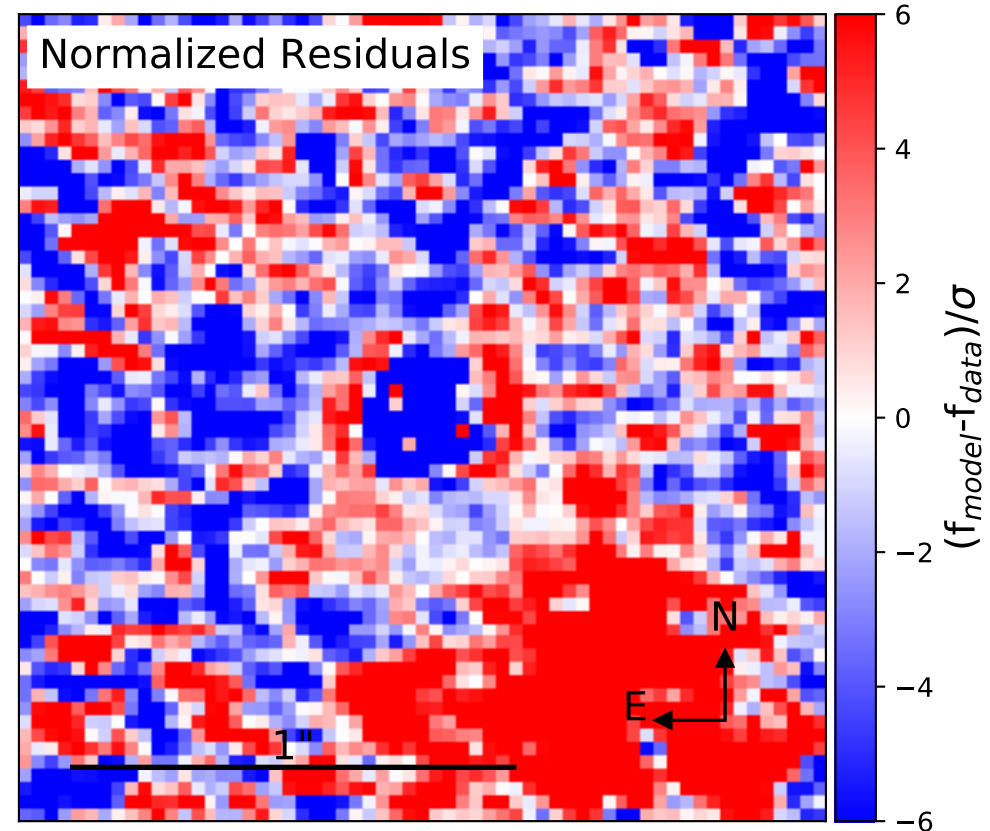 Normalized Residuals
6
4
2
0
−2
−4
−6
(f_model-f_data)/σ
N
E
1"